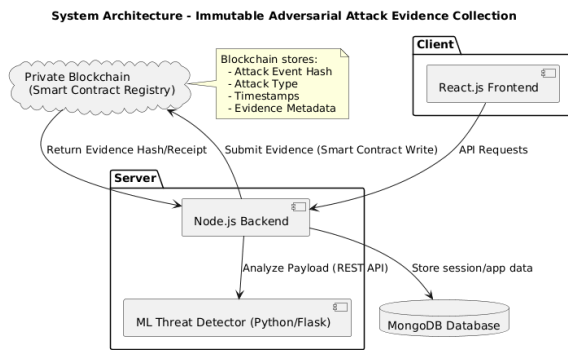 System Architecture - Immutable Adversarial Attack Evidence Collection
Private Blockchain
(Smart Contract Registry)
Blockchain stores:
- Attack Event Hash
- Attack Type
- Timestamps
- Evidence Metadata
Client
React.js Frontend
Return Evidence Hash/Receipt
Submit Evidence (Smart Contract Write)
API Requests
Server
Node.js Backend
Analyze Payload (REST API)
Store session/app data
ML Threat Detector (Python/Flask)
MongoDB Database